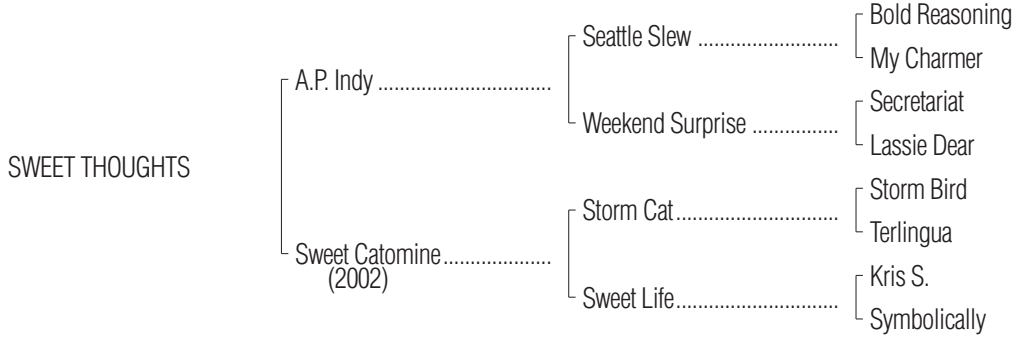 Bold Reasoning
Seattle Slew ..........................
My Charmer
A.P. Indy ................................
Secretariat
Weekend Surprise ................
Lassie Dear
SWEET THOUGHTS
Storm Bird
Storm Cat..............................
Terlingua
Sweet Catomine....................
(2002)
Kris S.
Sweet Life..............................
Symbolically